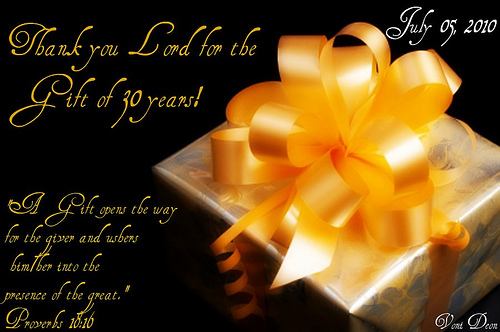 Thank you Lord for the
Gift of 30 years!
July 05, 2010
"A Gift opens the way
for the giver and ushers
him/her into the
presence of the great."
Proverbs 18:16
Vont Deon